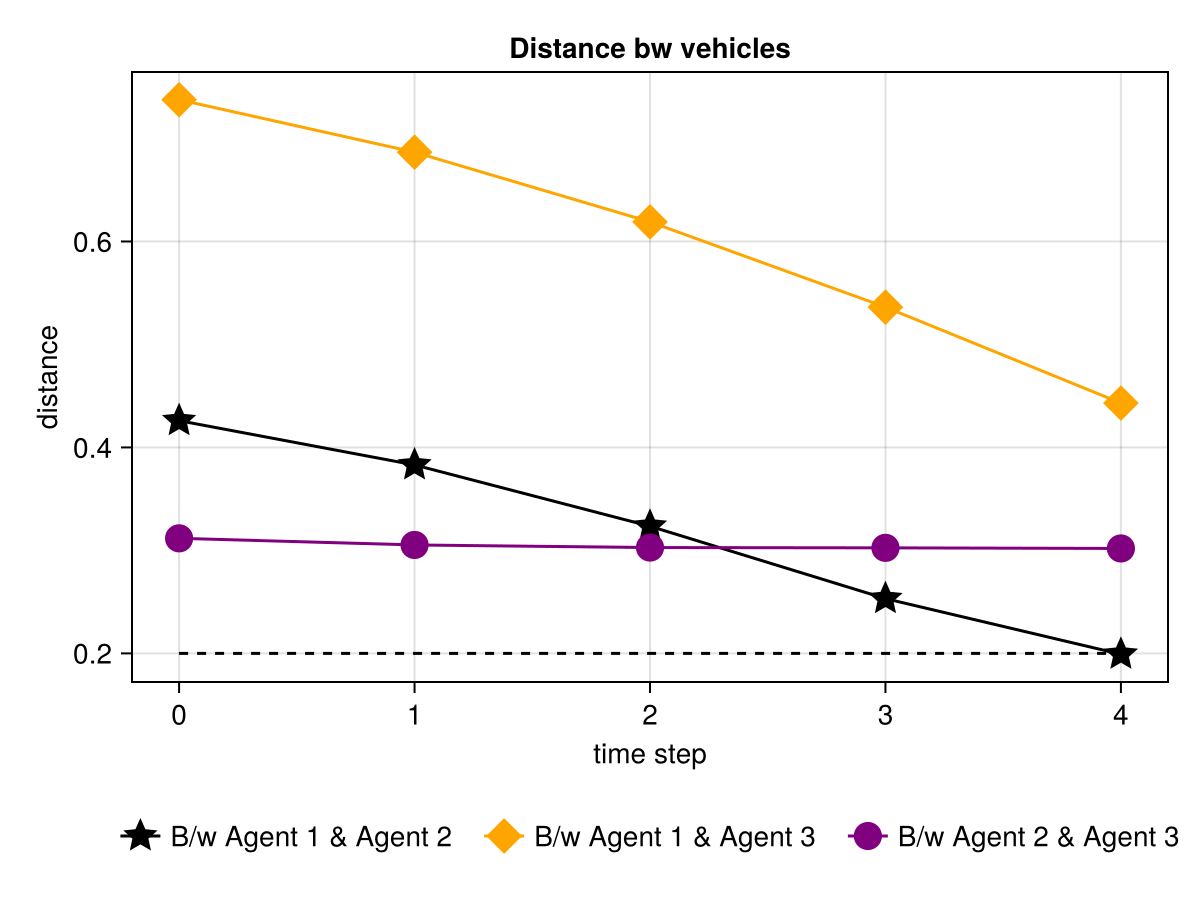 Distance bw vehicles
distance
0.6
0.4
0.2
0 1 2 3 4
time step
B/w Agent 1 & Agent 2 B/w Agent 1 & Agent 3 B/w Agent 2 & Agent 3